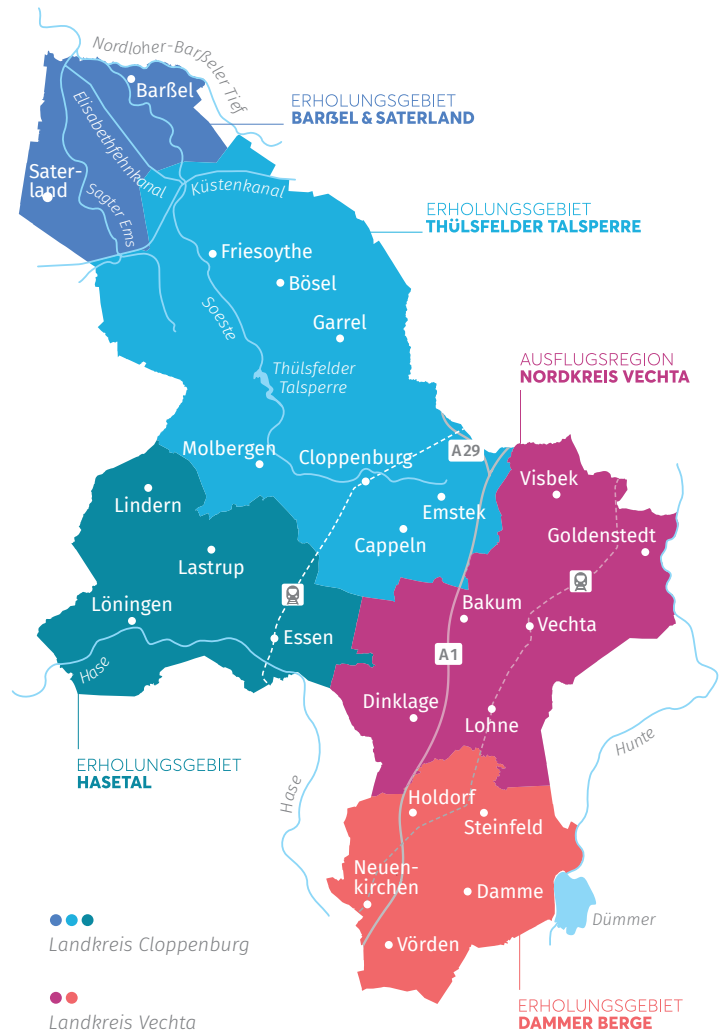 Nordloher-Barßeler Tief
Barßel
ERHOLUNGSGEBIET
BARßEL & SATERLAND
Elisabethfehnkanal
Sater-
land
Sagter Ems
Küstenkanal
ERHOLUNGSGEBIET
THÜLSFELDER TALSPERRE
Friesoythe
Bösel
Soeste
Garrel
Thülsfelder
Talsperre
AUSFLUGSREGION
NORDKREIS VECHTA
Molbergen
Cloppenburg
A29
Lindern
Emstek
Visbek
Cappeln
Goldenstedt
Lastrup
Löningen
Bakum
Essen
Vechta
A1
Hase
Dinklage
Lohne
Hunte
ERHOLUNGSGEBIET
HASETAL
Hase
Holdorf
Steinfeld
Neuen-
kirchen
Damme
Dümmer
Vörden
Landkreis Cloppenburg
Landkreis Vechta
ERHOLUNGSGEBIET
DAMMER BERGE